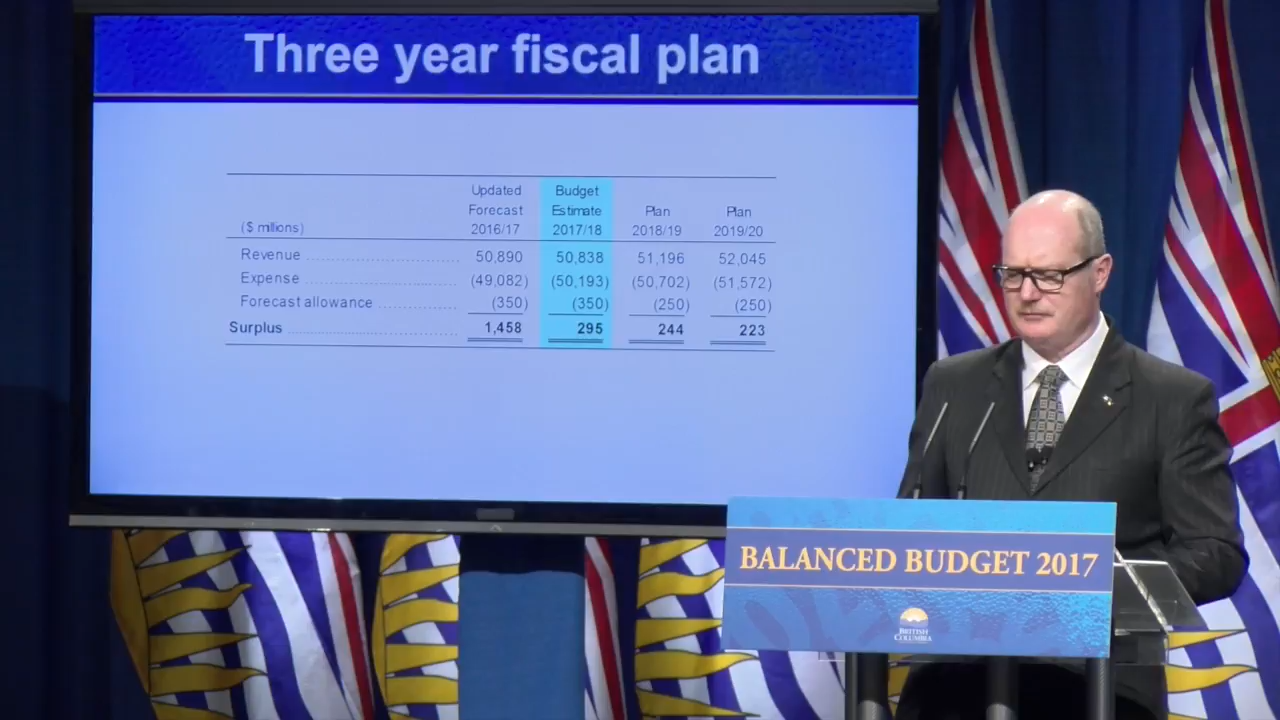 Three year fiscal plan
Updated Budget
Forecast Estimate Plan Plan
($ millions) 2016/17 2017/18 2018/19 2019/20
Revenue 50,890 50,838 51,196 52,045
Expense (49,082) (50,193) (50,702) (51,572)
Forecast allowance (350) (350) (250) (250)
Surplus 1,458 295 244 223
BALANCED BUDGET 2017
BRITISH
COLUMBIA